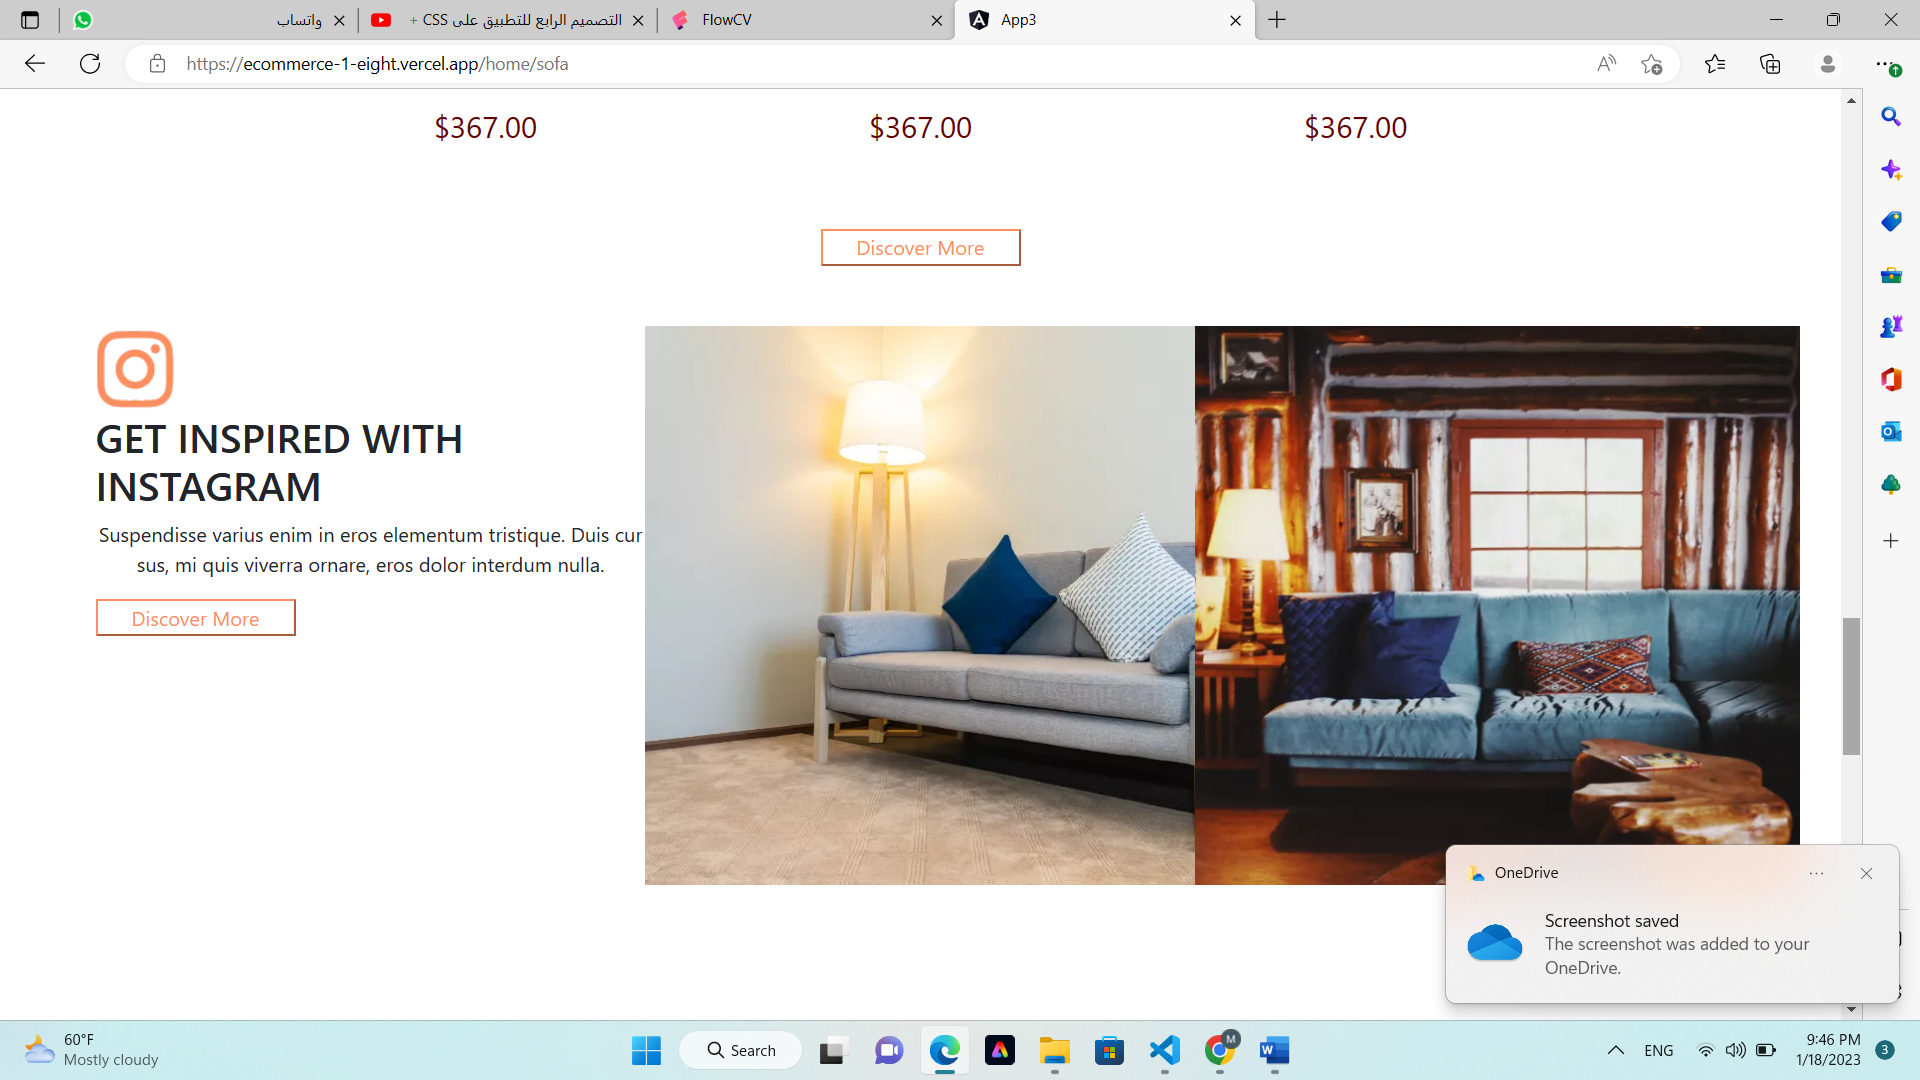 واتساب
التصميم الرابع للتطبيق على CSS +
FlowCV
App3
https://ecommerce-1-eight.vercel.app/home/sofa
$367.00 $367.00 $367.00
Discover More
GET INSPIRED WITH
INSTAGRAM
Suspendisse varius enim in eros elementum tristique. Duis cur
sus, mi quis viverra ornare, eros dolor interdum nulla.
Discover More
OneDrive
Screenshot saved
The screenshot was added to your
OneDrive.
60°F
Mostly cloudy
Search
M
ENG
9:46 PM
1/18/2023
3